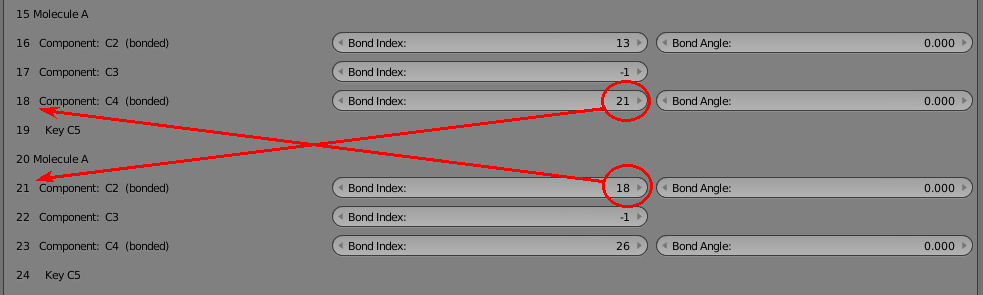 15 Molecule A
16 Component: C2 (bonded) Bond Index: 13 Bond Angle: 0.000
17 Component: C3 Bond Index: -1
18 Component: C4 (bonded) Bond Index: 21 Bond Angle: 0.000
19 Key C5
20 Molecule A
21 Component: C2 (bonded) Bond Index: 18 Bond Angle: 0.000
22 Component: C3 Bond Index: -1
23 Component: C4 (bonded) Bond Index: 26 Bond Angle: 0.000
24 Key C5